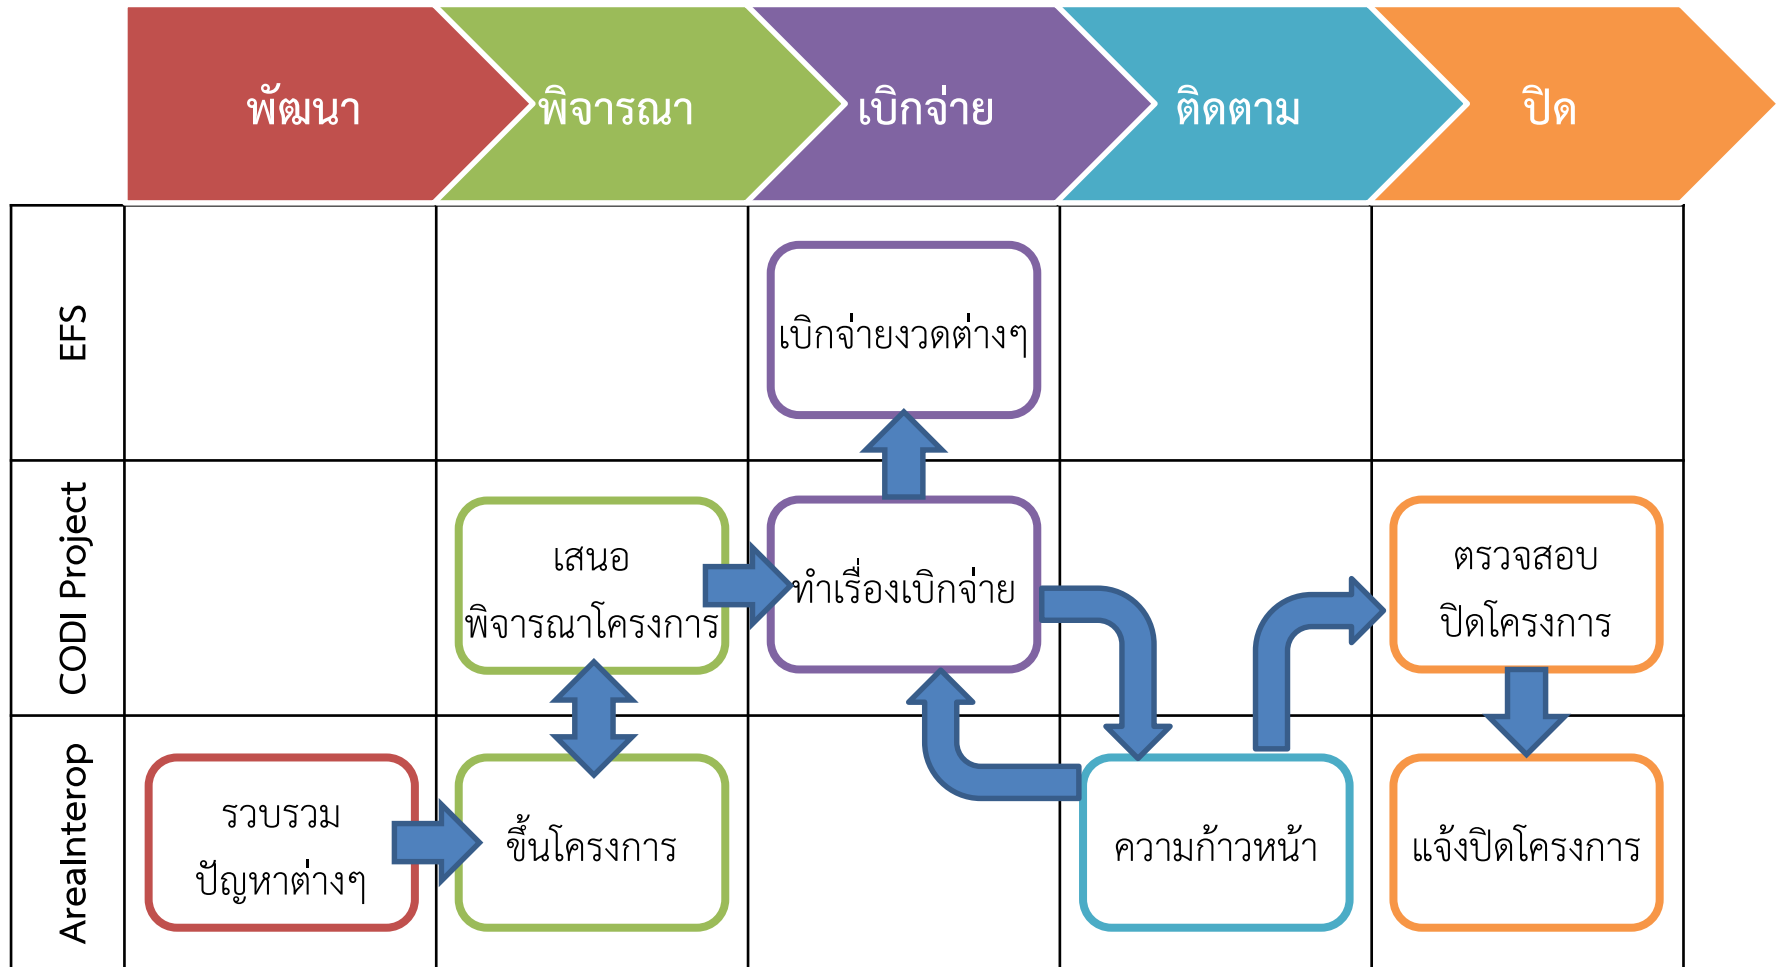 พัฒนา
พิจารณา
เบิกจ่าย
ติดตาม
ปิด
EFS
เบิกจ่ายงวดต่างๆ
CODI Project
เสนอ
พิจารณาโครงการ
ทำเรื่องเบิกจ่าย
ตรวจสอบ
ปิดโครงการ
AreaInterop
รวบรวม
ปัญหาต่างๆ
ขึ้นโครงการ
ความก้าวหน้า
แจ้งปิดโครงการ